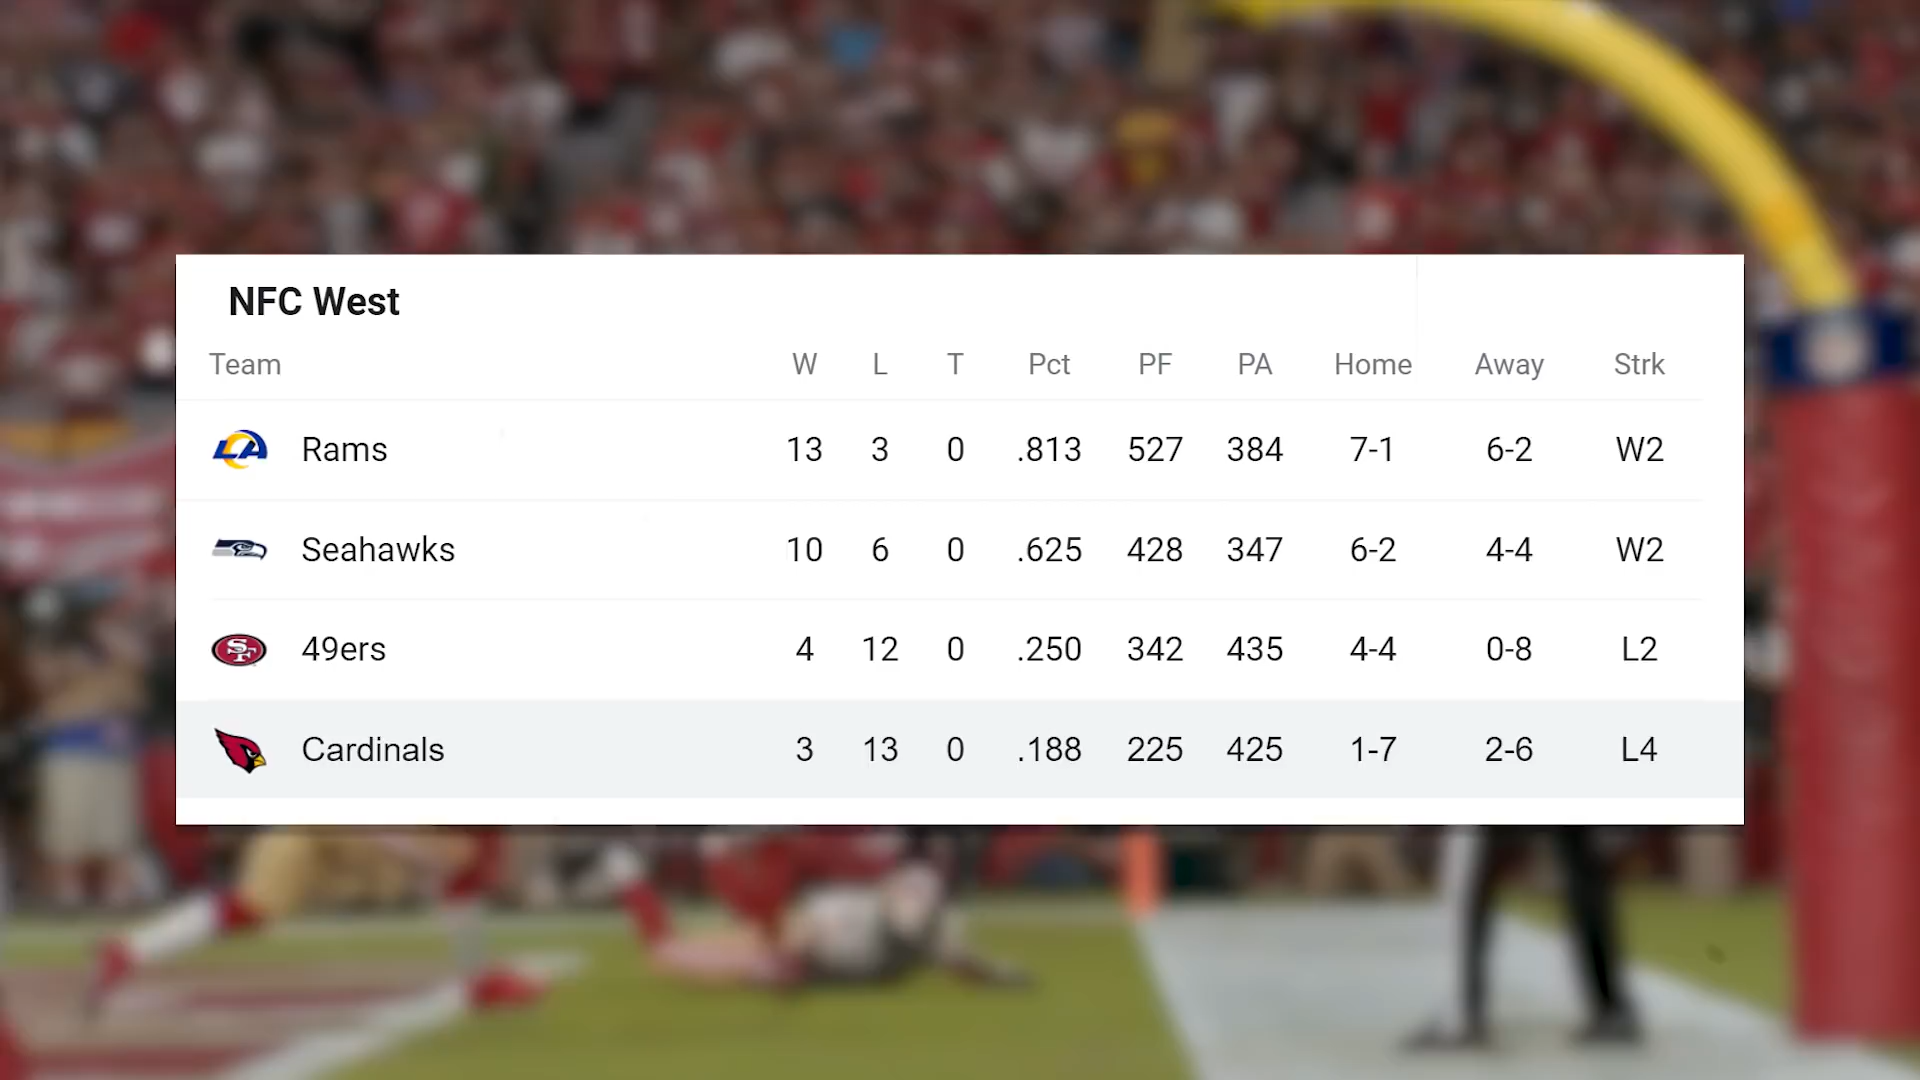 NFC West
Team W L T Pct PF PA Home Away Strk
Rams 13 3 0 .813 527 384 7-1 6-2 W2
Seahawks 10 6 0 .625 428 347 6-2 4-4 W2
49ers 4 12 0 .250 342 435 4-4 0-8 L2
Cardinals 3 13 0 .188 225 425 1-7 2-6 L4